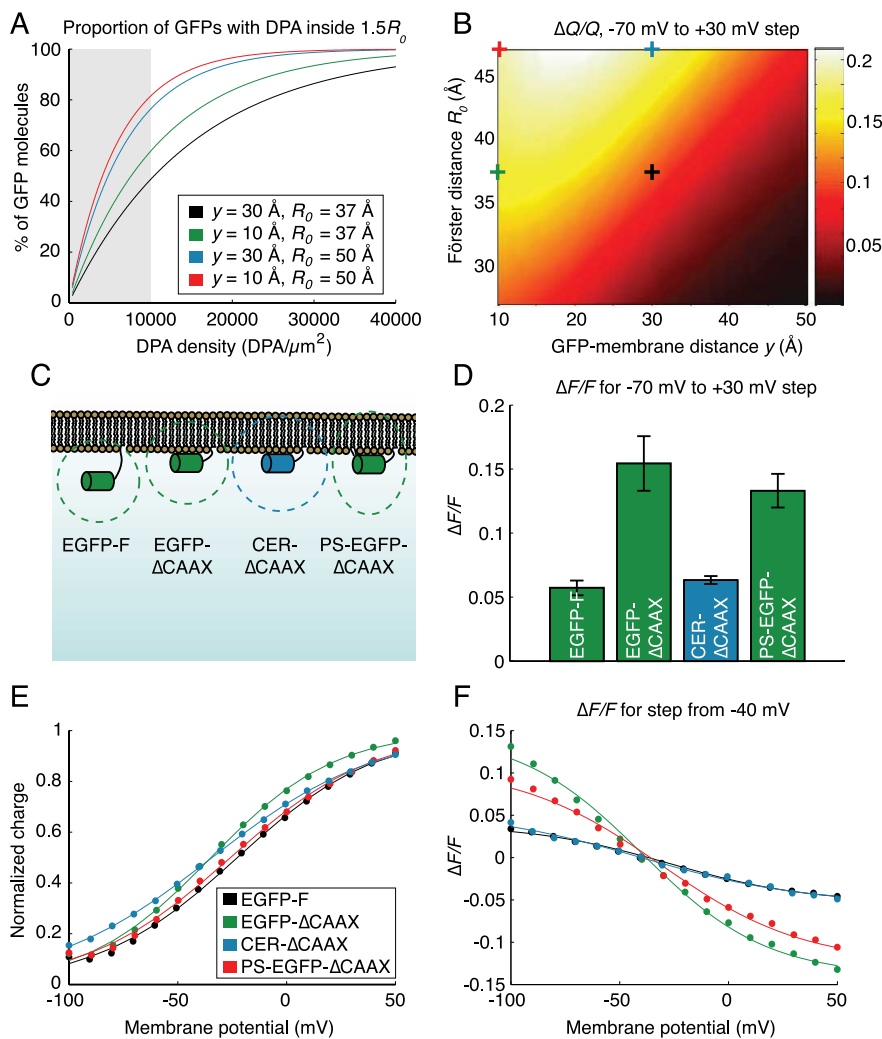 A
Proportion of GFPs with DPA inside 1.5R0
% of GFP molecules
100
80
60
40
20
0
y = 30 Å, R0 = 37 Å
y = 10 Å, R0 = 37 Å
y = 30 Å, R0 = 50 Å
y = 10 Å, R0 = 50 Å
0 10000 20000 30000 40000
DPA density (DPA/µm2)
B
ΔQ/Q, -70 mV to +30 mV step
Förster distance R0 (Å)
45
40
35
30
10 20 30 40 50
GFP-membrane distance y (Å)
0.2
0.15
0.1
0.05
C
EGFP-F
EGFP-
ΔCAAX
CER-
ΔCAAX
PS-EGFP-
ΔCAAX
D
ΔF/F for -70 mV to +30 mV step
ΔF/F
0.2
0.15
0.1
0.05
0
EGFP-F
EGFP-
ΔCAAX
CER-
ΔCAAX
PS-EGFP-
ΔCAAX
E
Normalized charge
1
0.8
0.6
0.4
0.2
0
EGFP-F
EGFP-ΔCAAX
CER-ΔCAAX
PS-EGFP-ΔCAAX
-100 -50 0 50
Membrane potential (mV)
F
ΔF/F for step from -40 mV
ΔF/F
0.15
0.1
0.05
0
-0.05
-0.1
-0.15
-100 -50 0 50
Membrane potential (mV)